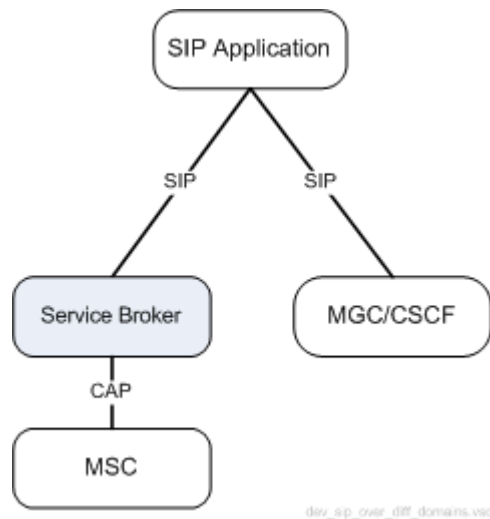 SIP Application
SIP
SIP
Service Broker
MGC/CSCF
CAP
MSC
dev_sip_over_diff_domains.vsd